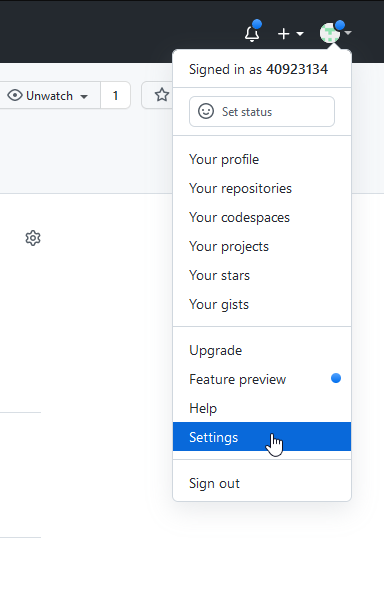 Signed in as 40923134
Unwatch 1
Set status
Your profile
Your repositories
Your codespaces
Your projects
Your stars
Your gists
Upgrade
Feature preview
Help
Settings
Sign out